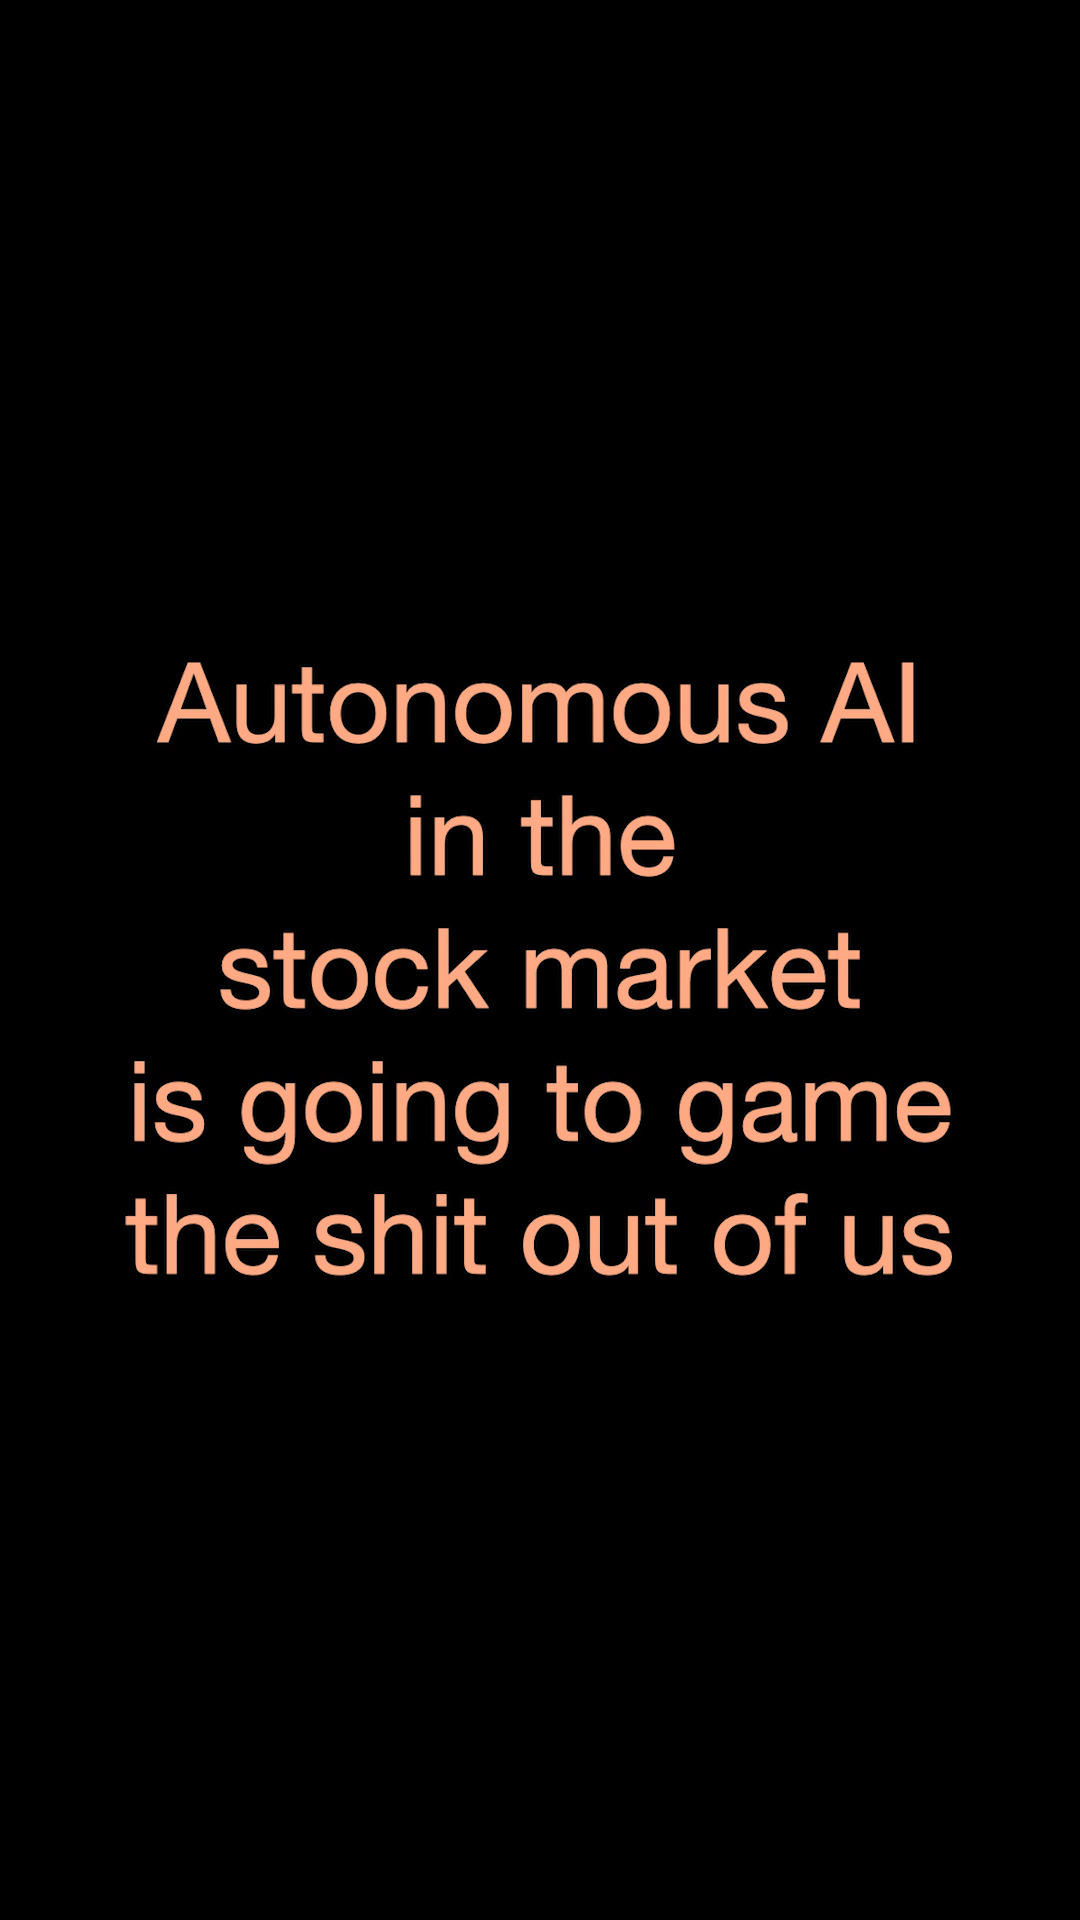 Autonomous AI
in the
stock market
is going to game
the shit out of us